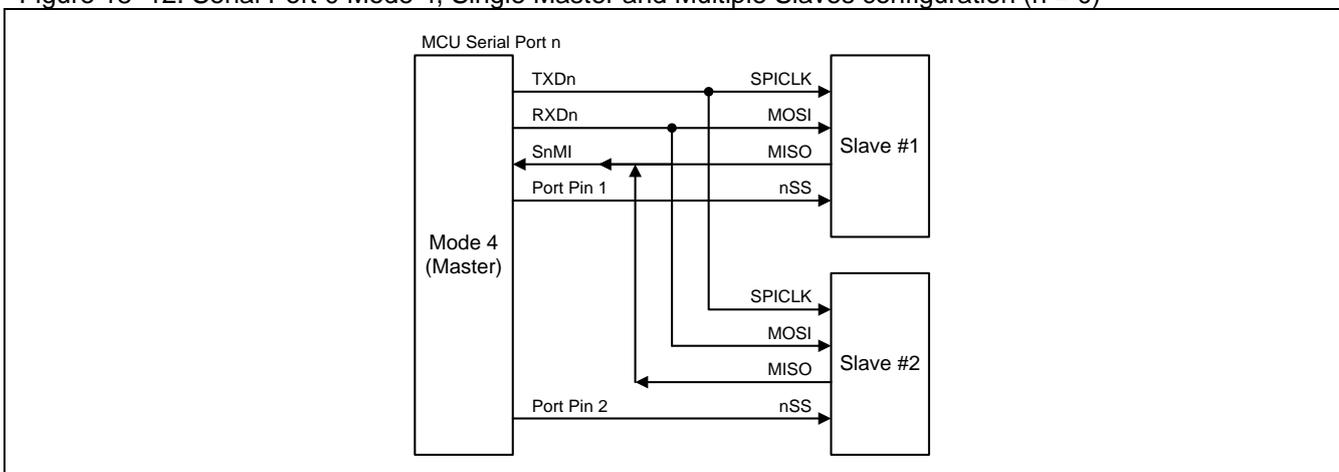 Figure 18–12. Serial Port 0 Mode 4, Single Master and Multiple Slaves configuration (n = 0)
MCU Serial Port n
TXDn
SPICLK
RXDn
MOSI
SnMI
MISO
Slave #1
Port Pin 1
nSS
Mode 4
(Master)
SPICLK
MOSI
MISO
Slave #2
Port Pin 2
nSS